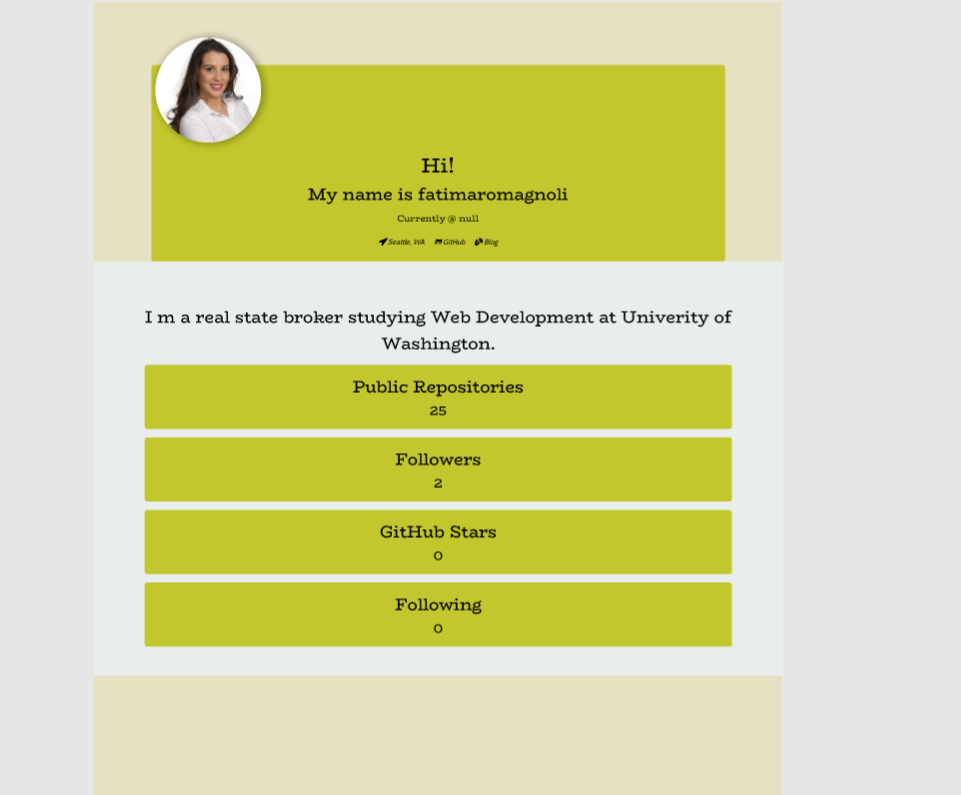 Hi!
My name is fatimaromagnoli
Currently @ null
Seattle, WA GitHub Blog
I m a real state broker studying Web Development at Univerity of
Washington.
Public Repositories
25
Followers
2
GitHub Stars
0
Following
0